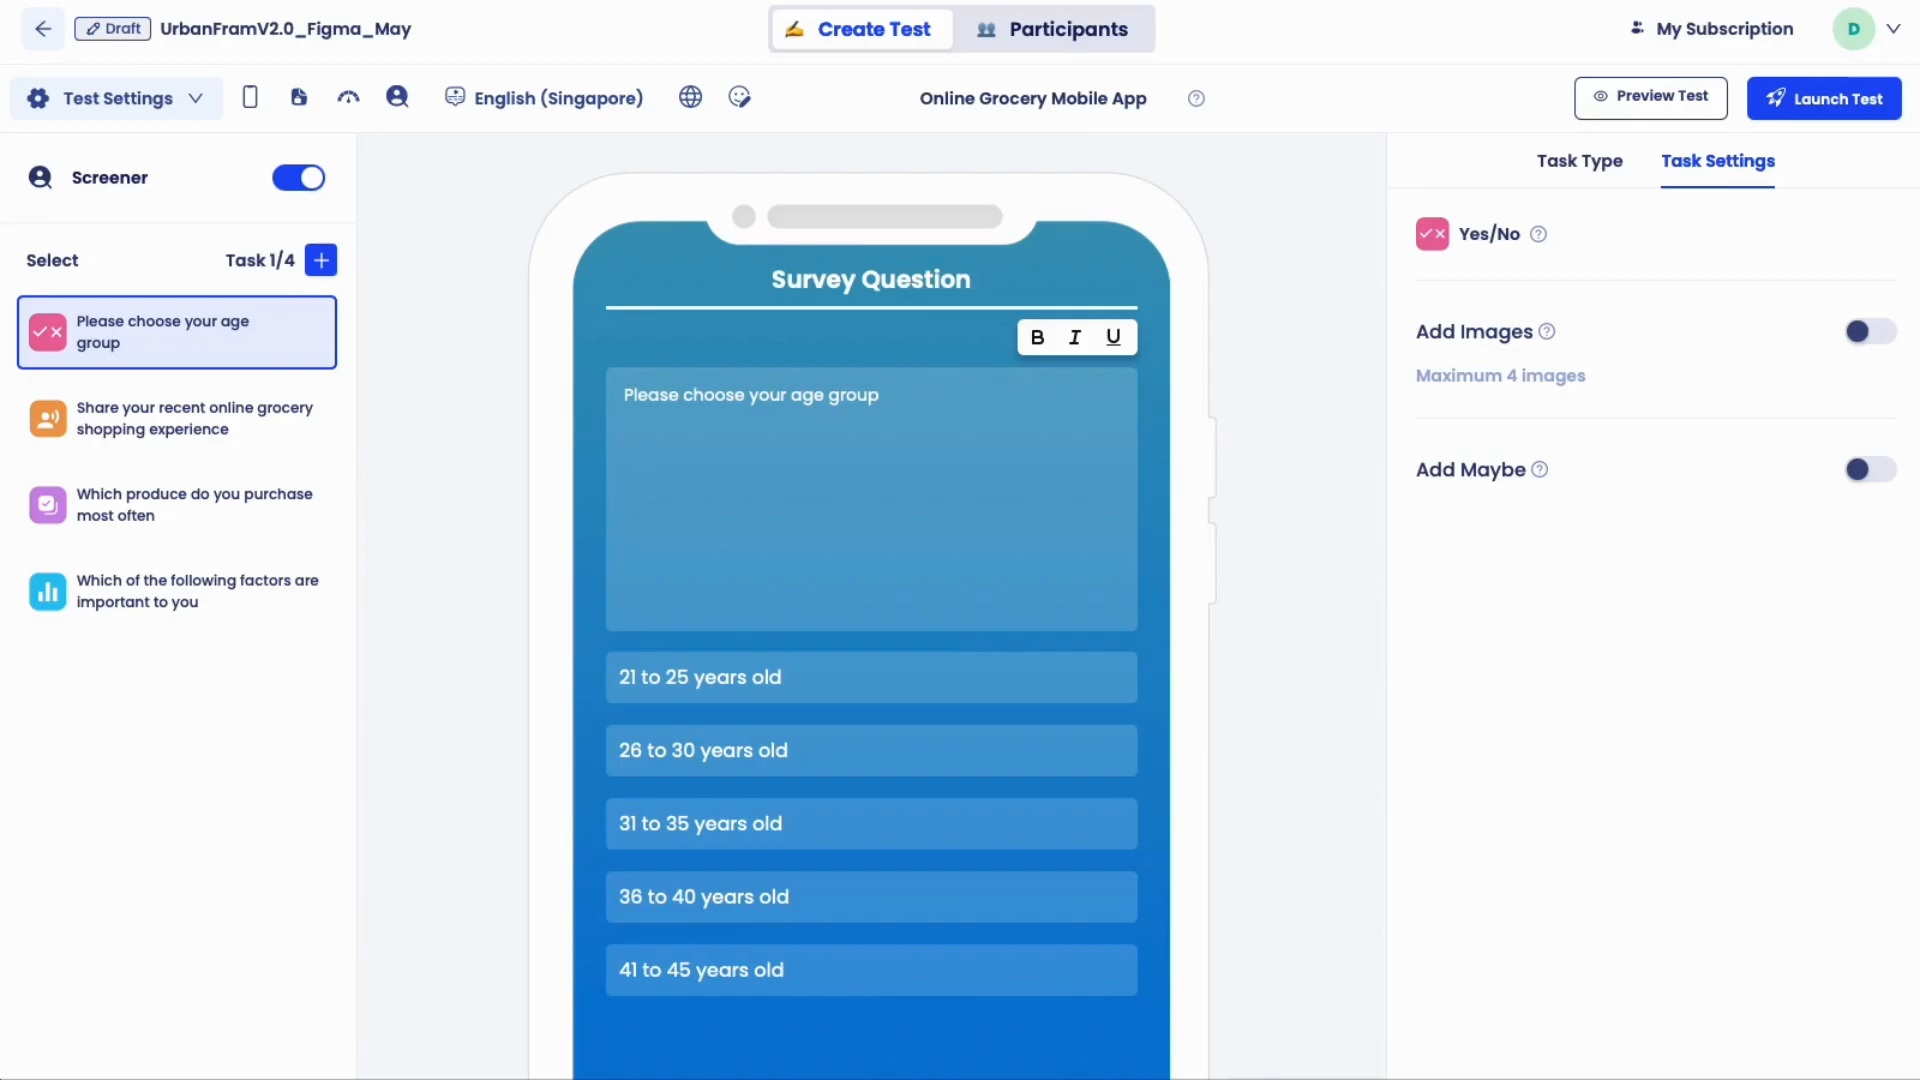 Draft
UrbanFramV2.0_Figma_May
Create Test
Participants
My Subscription
D
Test Settings
English (Singapore)
Online Grocery Mobile App
Preview Test
Launch Test
Screener
Select
Task 1/4
Please choose your age
group
Share your recent online grocery
shopping experience
Which produce do you purchase
most often
Which of the following factors are
important to you
Survey Question
B I U
Please choose your age group
21 to 25 years old
26 to 30 years old
31 to 35 years old
36 to 40 years old
41 to 45 years old
Task Type
Task Settings
Yes/No
Add Images
Maximum 4 images
Add Maybe